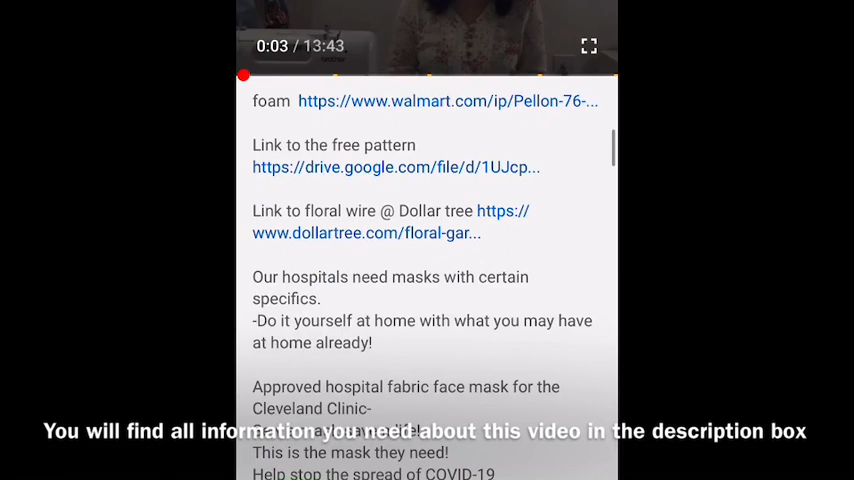 0:03 / 13:43
foam https://www.walmart.com/ip/Pellon-76-...
Link to the free pattern
https://drive.google.com/file/d/1UJcp...
Link to floral wire @ Dollar tree https://
www.dollartree.com/floral-gar...
Our hospitals need masks with certain
specifics.
-Do it yourself at home with what you may have
at home already!
Approved hospital fabric face mask for the
Cleveland Clinic-
You will find all information you need about this video in the description box
This is the mask they need!
Help stop the spread of COVID-19